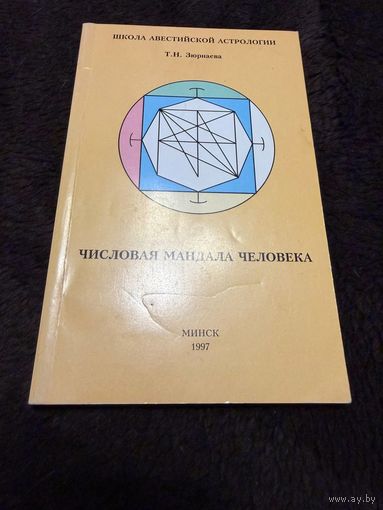 ШКОЛА АВЕСТИЙСКОЙ АСТРОЛОГИИ
Т.Н. Зюрняева
ЧИСЛОВАЯ МАНДАЛА ЧЕЛОВЕКА
МИНСК
1997
www.ay.by